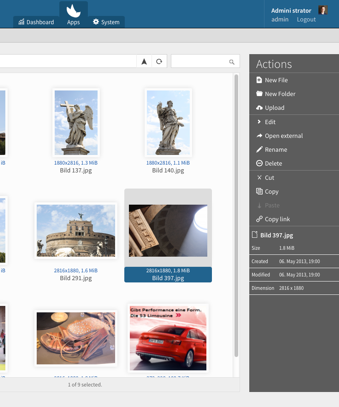 Dashboard
Apps
System
Admini strator
admin
Logout
Actions
New File
New Folder
Upload
Edit
Open external
Rename
Delete
Cut
Copy
Paste
Copy link
iB
1880x2816, 1.3 MiB
Bild 137.jpg
1880x2816, 1.1 MiB
Bild 140.jpg
iB
2816x1880, 1.6 MiB
Bild 291.jpg
2816x1880, 1.8 MiB
Bild 397.jpg
Bild 397.jpg
Size 1.8 MiB
Created 06. May 2013, 19:00
Modified 06. May 2013, 19:00
Dimension 2816 x 1880
Gibt Performance eine Form.
Die S3 Limousine
1 of 9 selected.